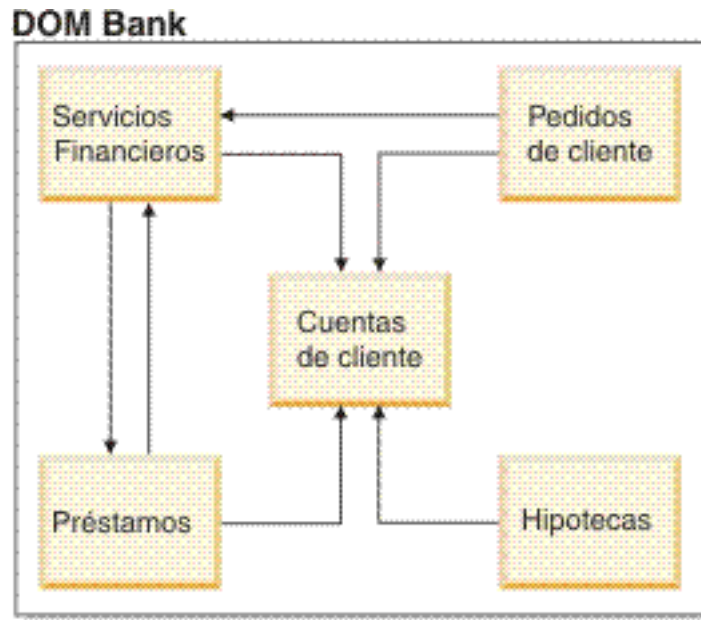 DOM Bank
Servicios
Financieros
Pedidos
de cliente
Cuentas
de cliente
Préstamos
Hipotecas